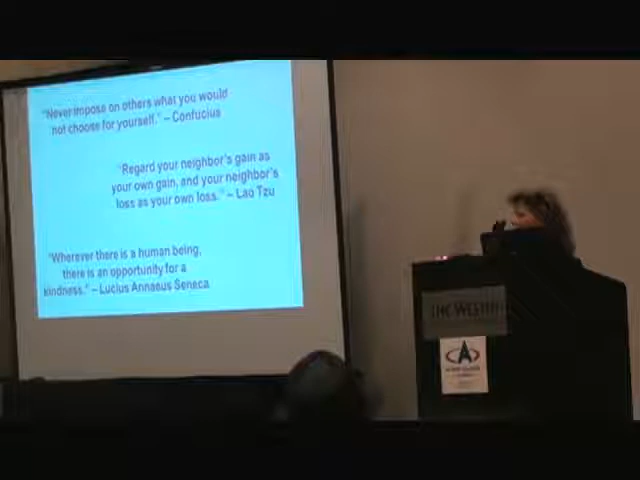 "Never impose on others what you would
not choose for yourself." – Confucius
"Regard your neighbor's gain as
your own gain, and your neighbor's
loss as your own loss." – Lao Tzu
"Wherever there is a human being,
there is an opportunity for a
kindness." – Lucius Annaeus Seneca
THE WESTIN